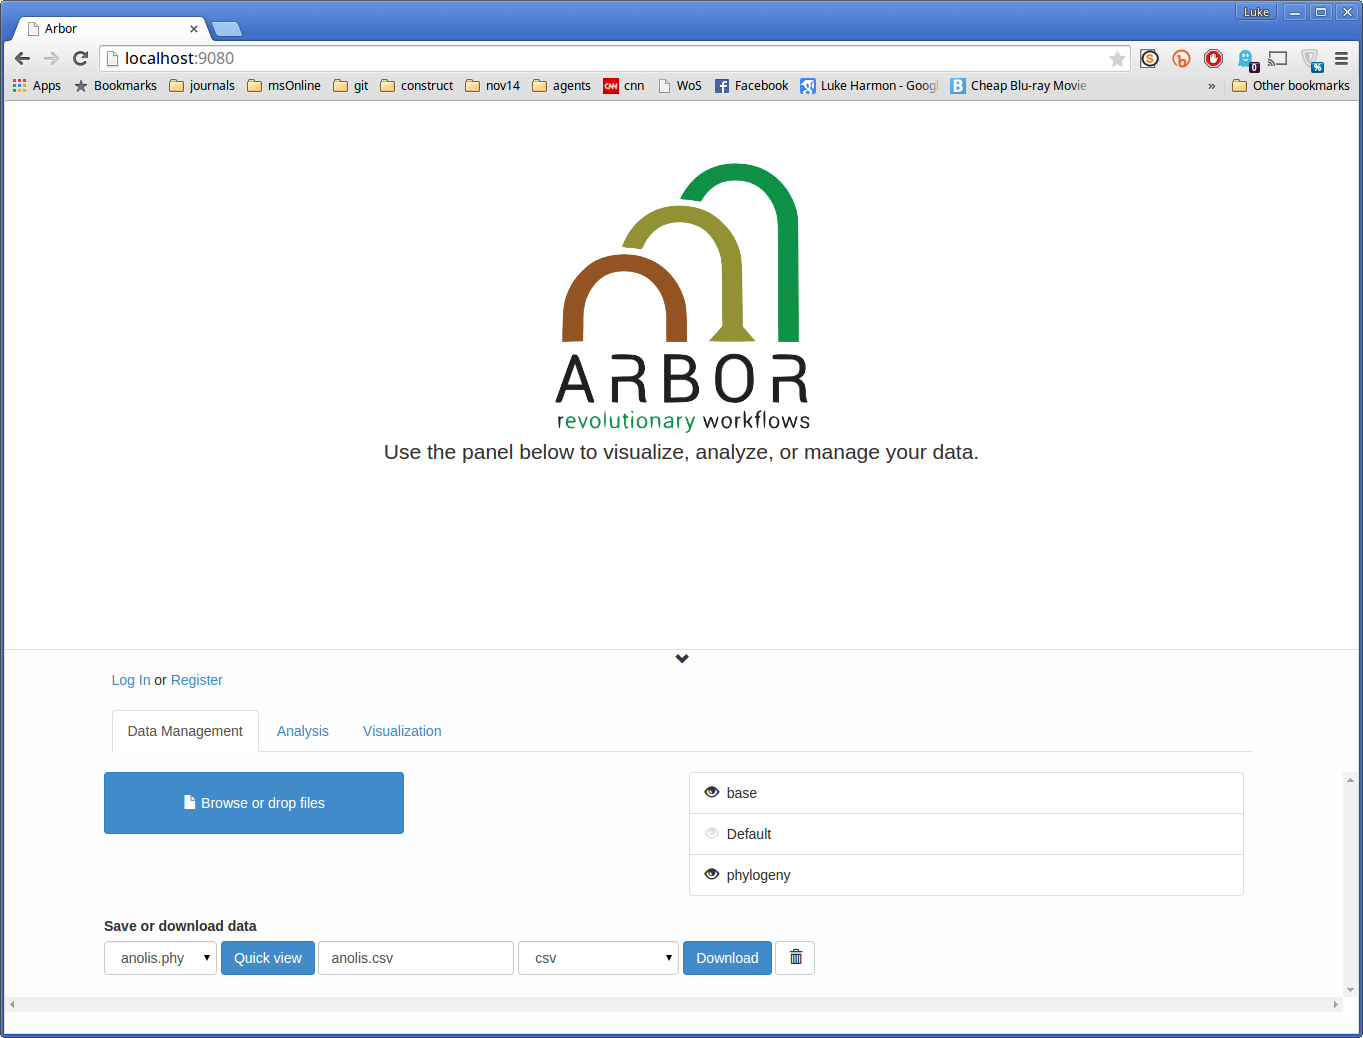 Luke
Arbor
localhost:9080
0
%
Apps Bookmarks journals msOnline git construct nov14 agents CNN cnn WoS Facebook Luke Harmon - Googl B Cheap Blu-ray Movie » Other bookmarks
ARBOR
revolutionary workflows
Use the panel below to visualize, analyze, or manage your data.
Log In or Register
Data Management Analysis Visualization
Browse or drop files
base
Default
phylogeny
Save or download data
anolis.phy Quick view anolis.csv csv Download